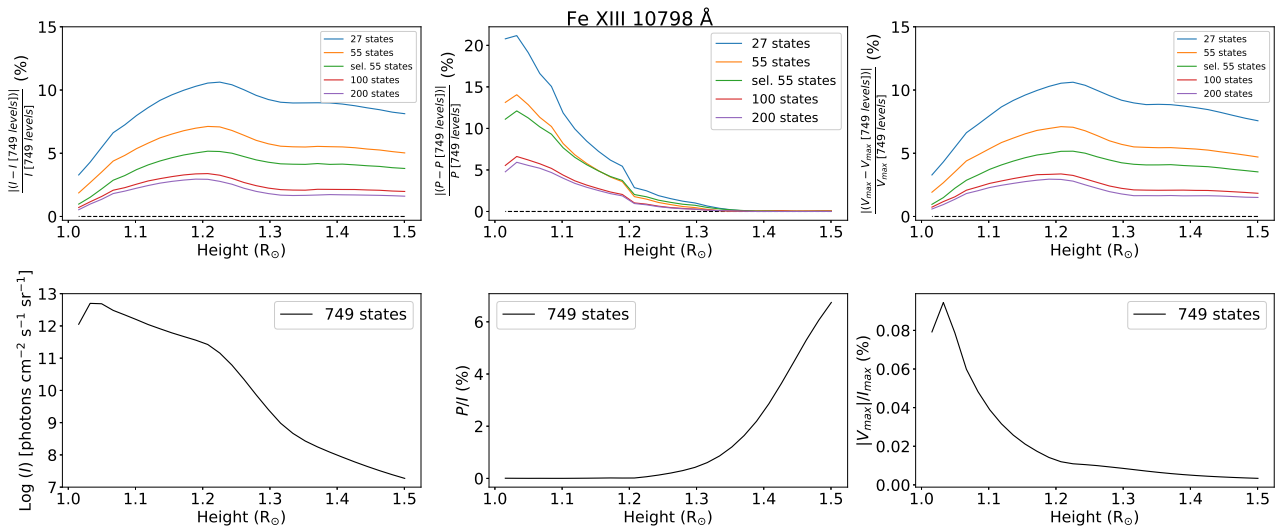 Fe XIII 10798 Å
|(I − I [749 levels])| / I [749 levels] (%)
15
10
5
0
27 states
55 states
sel. 55 states
100 states
200 states
1.0 1.1 1.2 1.3 1.4 1.5
Height (R☉)
|(P − P [749 levels])| / P [749 levels] (%)
20
15
10
5
0
27 states
55 states
sel. 55 states
100 states
200 states
1.0 1.1 1.2 1.3 1.4 1.5
Height (R☉)
|(Vmax − Vmax [749 levels])| / Vmax [749 levels] (%)
15
10
5
0
27 states
55 states
sel. 55 states
100 states
200 states
1.0 1.1 1.2 1.3 1.4 1.5
Height (R☉)
Log (I) [photons cm−2 s−1 sr−1]
13
12
11
10
9
8
7
749 states
1.0 1.1 1.2 1.3 1.4 1.5
Height (R☉)
P/I (%)
6
4
2
0
749 states
1.0 1.1 1.2 1.3 1.4 1.5
Height (R☉)
|Vmax|/Imax (%)
0.08
0.06
0.04
0.02
0.00
749 states
1.0 1.1 1.2 1.3 1.4 1.5
Height (R☉)